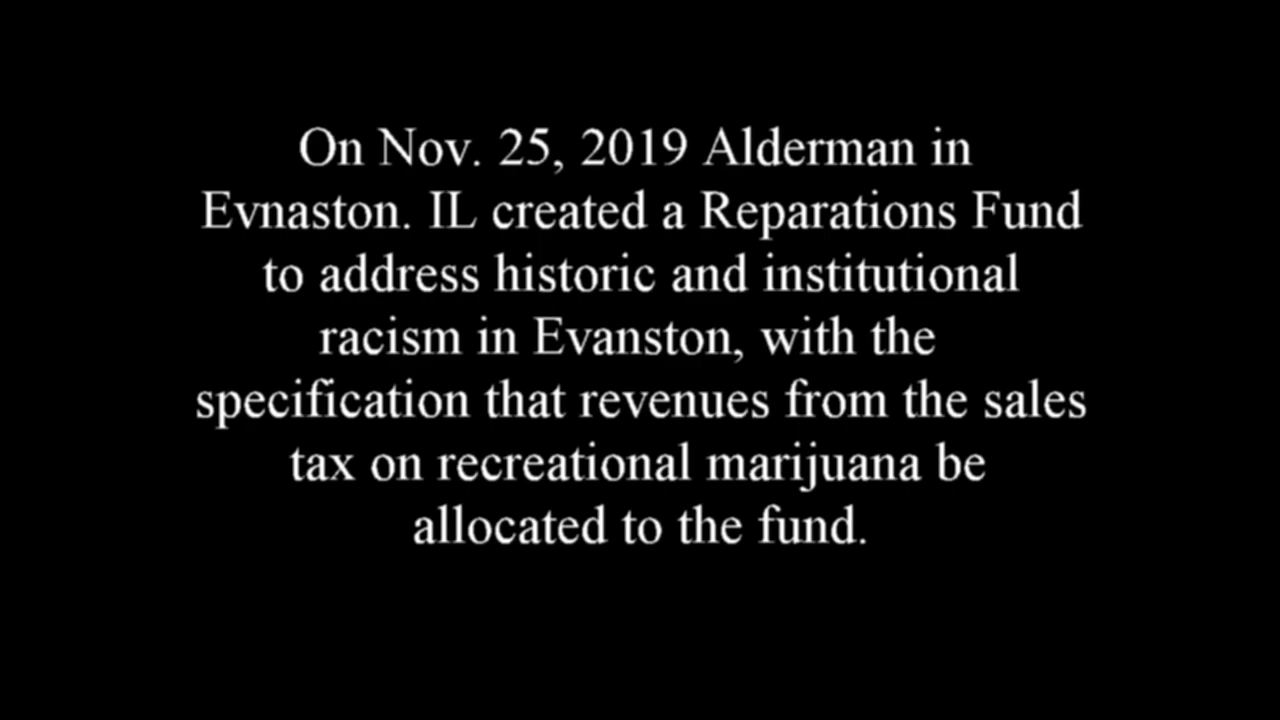 On Nov. 25, 2019 Alderman in
Evnaston. IL created a Reparations Fund
to address historic and institutional
racism in Evanston, with the
specification that revenues from the sales
tax on recreational marijuana be
allocated to the fund.